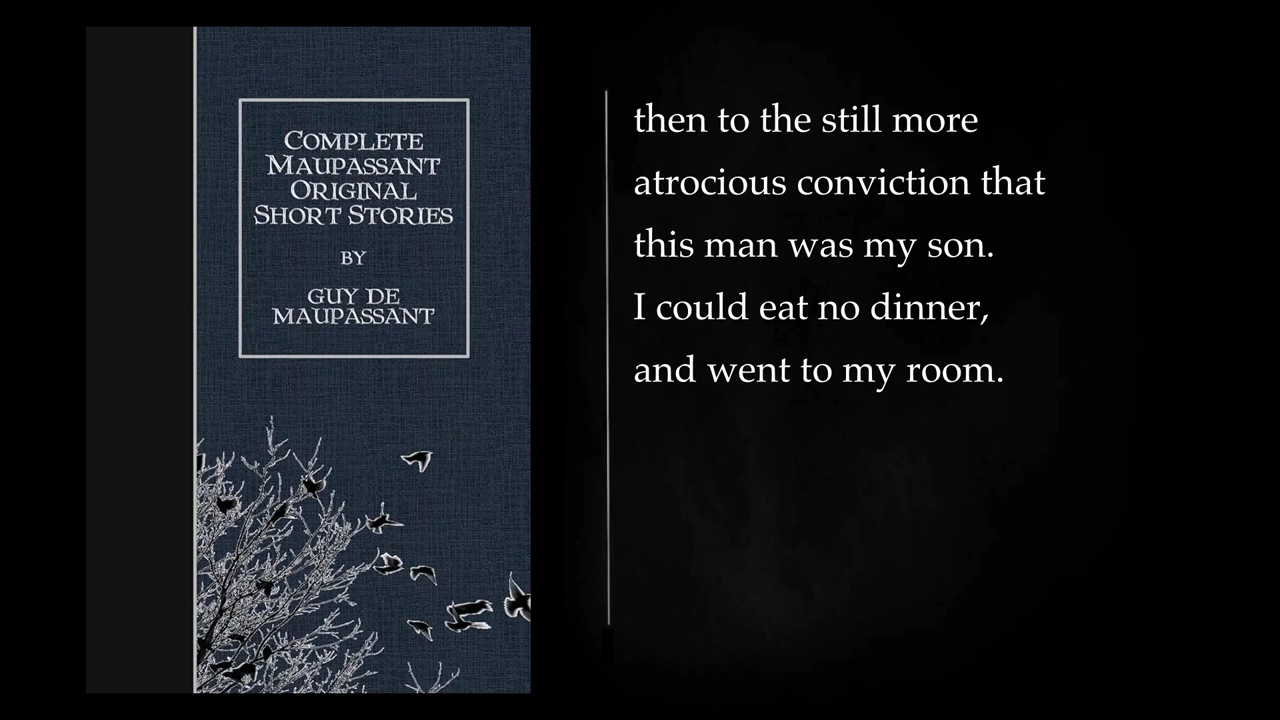 COMPLETE
MAUPASSANT
ORIGINAL
SHORT STORIES
BY
GUY DE
MAUPASSANT
then to the still more
atrocious conviction that
this man was my son.
I could eat no dinner,
and went to my room.